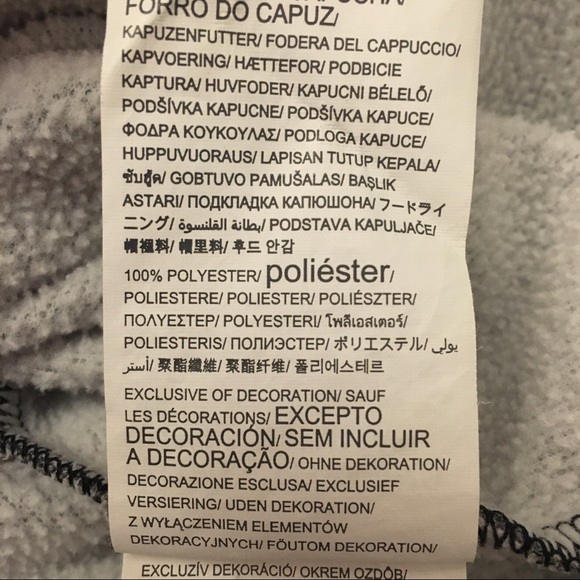 FORRO DO CAPUZ/
KAPUZENFUTTER/ FODERA DEL CAPPUCCIO/
KAPVOERING/ HÆTTEFOR/ PODBICIE
KAPTURA/ HUVFODER/ KAPUCNI BÉLELŐ/
PODŠÍVKA KAPUCNE/ PODŠÍVKA KAPUCE/
ΦΟΔΡΑ ΚΟΥΚΟΥΛΑΣ/ PODLOGA KAPUCE/
HUPPUVUORAUS/ LAPISAN TUTUP KEPALA/
ซับฮู้ด/ GOBTUVO PAMUŠALAS/ BAŞLIK
ASTARI/ ПОДКЛАДКА КАПЮШОНА/ フードライ
ニング/ بطانة القلنسوة/ PODSTAVA KAPULJAČE/
帽裡料/ 帽里料/ 후드 안감
100% POLYESTER/ poliéster/
POLIESTERE/ POLIESTER/ POLIÉSZTER/
ΠΟΛΥΕΣΤΕΡ/ POLYESTERI/ โพลีเอสเตอร์/
POLIESTERIS/ ПОЛИЭСТЕР/ ポリエステル/ بولي
أستر/ 聚酯纖維/ 聚酯纤维/ 폴리에스테르
EXCLUSIVE OF DECORATION/ SAUF
LES DÉCORATIONS/ EXCEPTO
DECORACIÓN/ SEM INCLUIR
A DECORAÇÃO/ OHNE DEKORATION/
DECORAZIONE ESCLUSA/ EXCLUSIEF
VERSIERING/ UDEN DEKORATION/
Z WYŁĄCZENIEM ELEMENTÓW
DEKORACYJNYCH/ FÖUTOM DEKORATION/
EXCLUZÍV DEKORÁCIÓ/ OKREM OZDÔB/